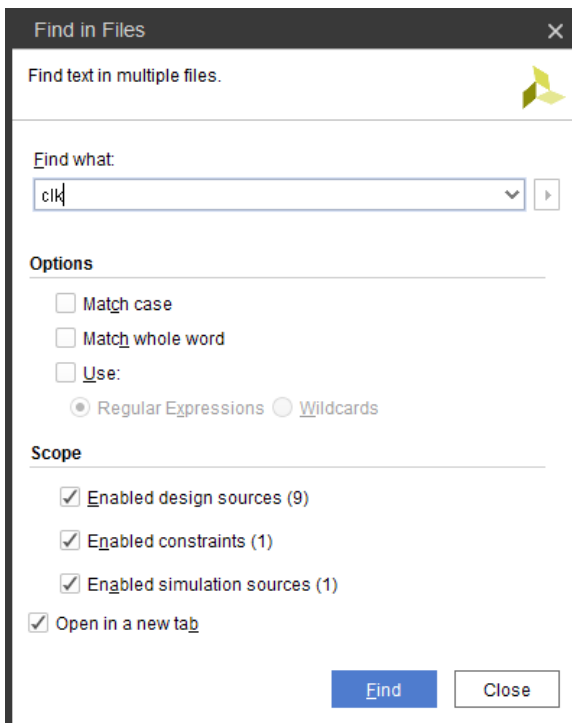 Find in Files
Find text in multiple files.
Find what:
clk
Options
Match case
Match whole word
Use:
Regular Expressions Wildcards
Scope
Enabled design sources (9)
Enabled constraints (1)
Enabled simulation sources (1)
Open in a new tab
Find Close